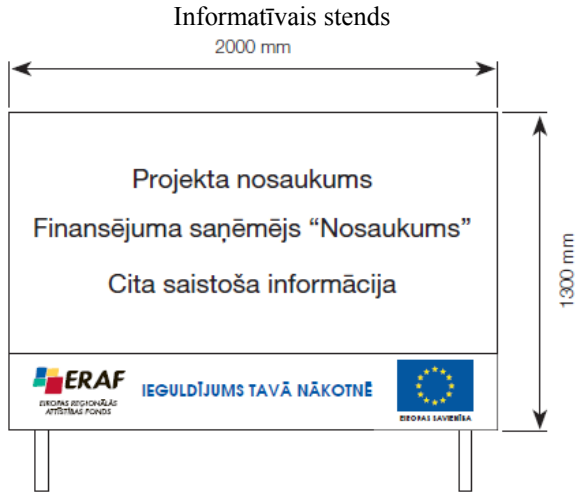 Informatīvais stends
2000 mm
Projekta nosaukums
Finansējuma saņēmējs “Nosaukums”
Cita saistoša informācija
1300 mm
ERAF
EIROPAS REĢIONĀLĀS
ATTĪSTĪBAS FONDS
IEGULDĪJUMS TAVĀ NĀKOTNĒ
EIROPAS SAVIENĪBA